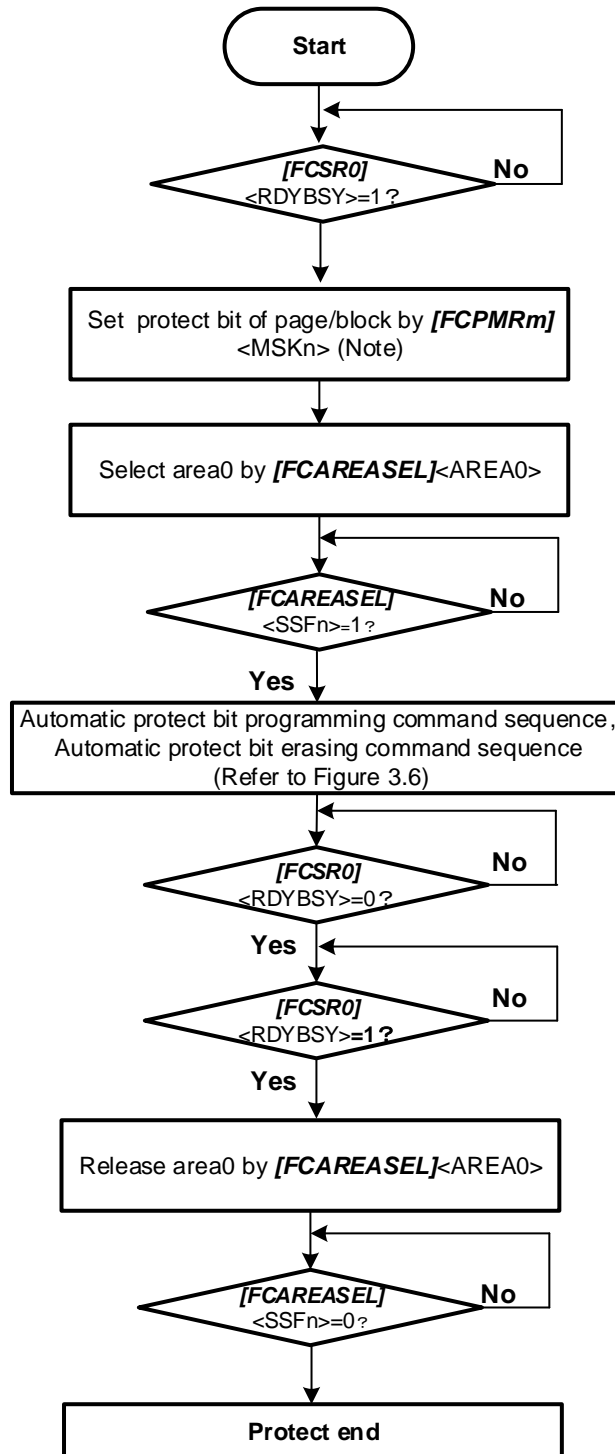 Start
[FCSR0]
<RDYBSY>=1?
No
Set protect bit of page/block by [FCPMRm]
<MSKn> (Note)
Select area0 by [FCAREASEL]<AREA0>
[FCAREASEL]
<SSFn>=1?
No
Yes
Automatic protect bit programming command sequence,
Automatic protect bit erasing command sequence
(Refer to Figure 3.6)
[FCSR0]
<RDYBSY>=0?
No
Yes
[FCSR0]
<RDYBSY>=1?
No
Yes
Release area0 by [FCAREASEL]<AREA0>
[FCAREASEL]
<SSFn>=0?
No
Protect end